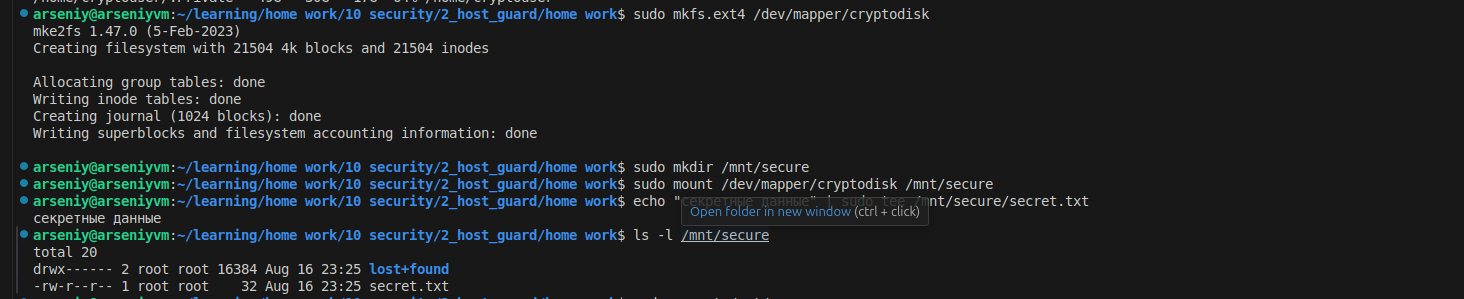 arseniy@arseniyvm:~/learning/home work/10 security/2_host_guard/home work$ sudo mkfs.ext4 /dev/mapper/cryptodisk
mke2fs 1.47.0 (5-Feb-2023)
Creating filesystem with 21504 4k blocks and 21504 inodes
Allocating group tables: done
Writing inode tables: done
Creating journal (1024 blocks): done
Writing superblocks and filesystem accounting information: done
arseniy@arseniyvm:~/learning/home work/10 security/2_host_guard/home work$ sudo mkdir /mnt/secure
arseniy@arseniyvm:~/learning/home work/10 security/2_host_guard/home work$ sudo mount /dev/mapper/cryptodisk /mnt/secure
arseniy@arseniyvm:~/learning/home work/10 security/2_host_guard/home work$ echo "секретные данные" | sudo tee /mnt/secure/secret.txt
Open folder in new window (ctrl + click)
секретные данные
arseniy@arseniyvm:~/learning/home work/10 security/2_host_guard/home work$ ls -l /mnt/secure
total 20
drwx------ 2 root root 16384 Aug 16 23:25 lost+found
-rw-r--r-- 1 root root    32 Aug 16 23:25 secret.txt